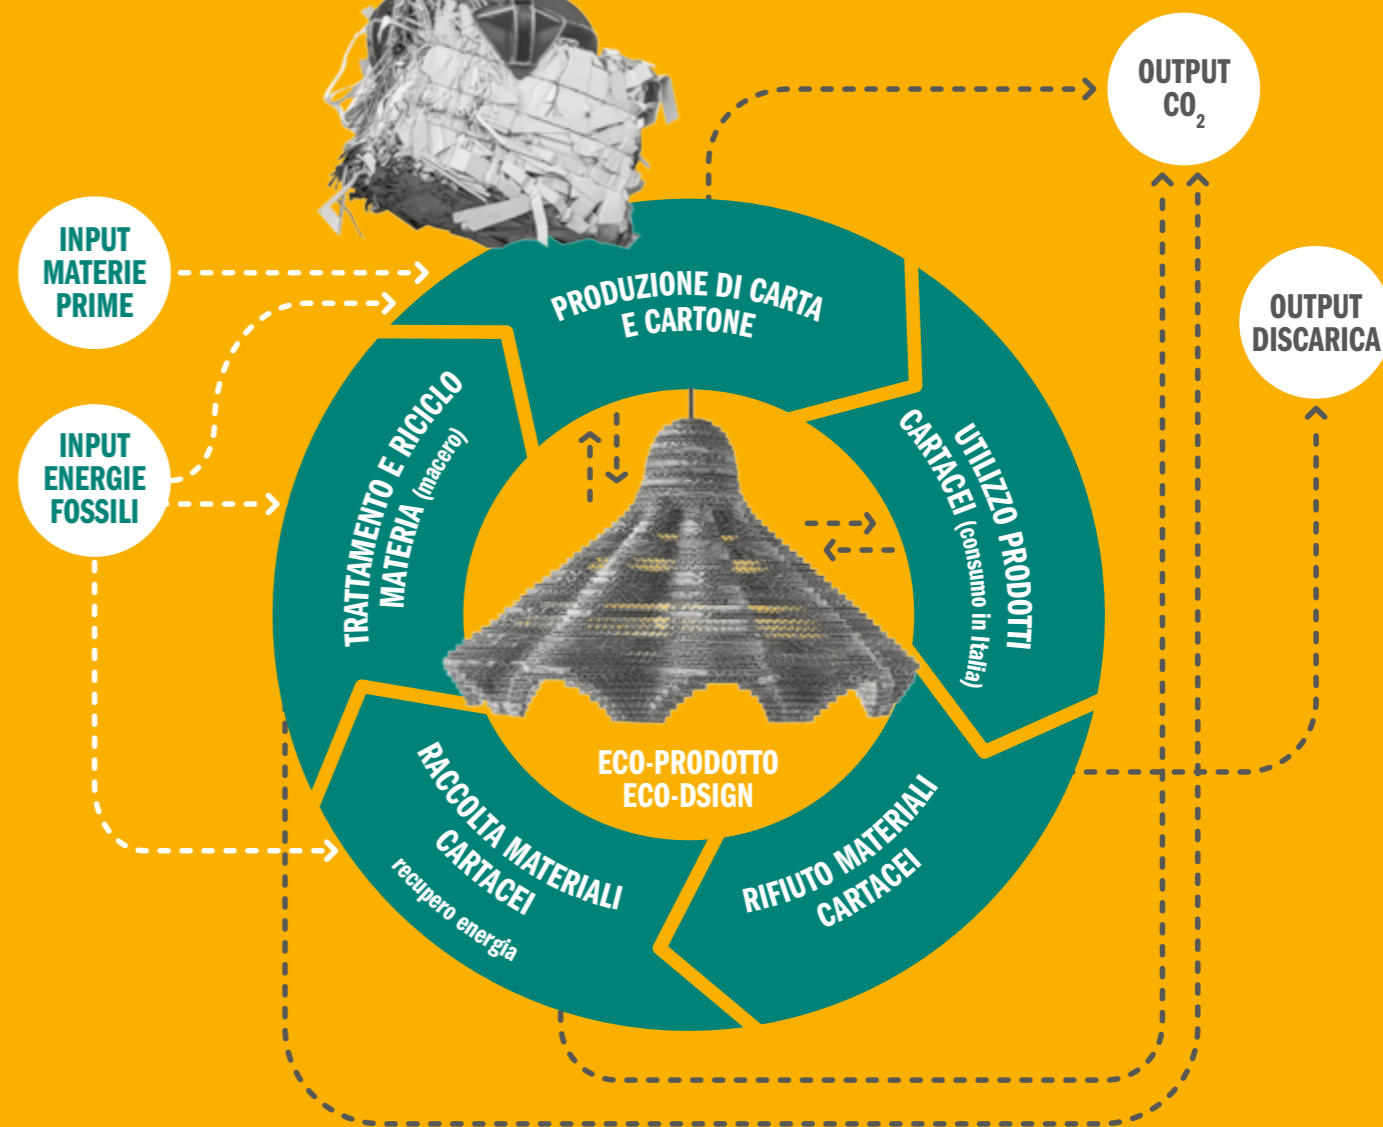 OUTPUT
CO₂
INPUT
MATERIE
PRIME
OUTPUT
DISCARICA
INPUT
ENERGIE
FOSSILI
PRODUZIONE DI CARTA
E CARTONE
UTILIZZO PRODOTTI
CARTACEI (consumo in Italia)
RIFIUTO MATERIALI
CARTACEI
RACCOLTA MATERIALI
CARTACEI
recupero energia
TRATTAMENTO E RICICLO
MATERIA (macero)
ECO-PRODOTTO
ECO-DSIGN